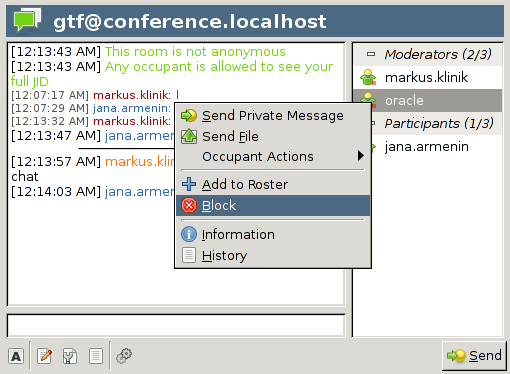 gtf@conference.localhost
[12:13:43 AM] This room is not anonymous
[12:13:43 AM] Any occupant is allowed to see your
full JID
[12:07:17 AM] markus.klinik:
[12:07:29 AM] jana.armenin:
[12:13:32 AM] markus.klinik:
[12:13:47 AM] jana.armen
[12:13:57 AM] markus.klin
chat
[12:14:03 AM] jana.armen
Send Private Message
Send File
Occupant Actions
Add to Roster
Block
Information
History
Moderators (2/3)
markus.klinik
oracle
Participants (1/3)
jana.armenin
A
Send